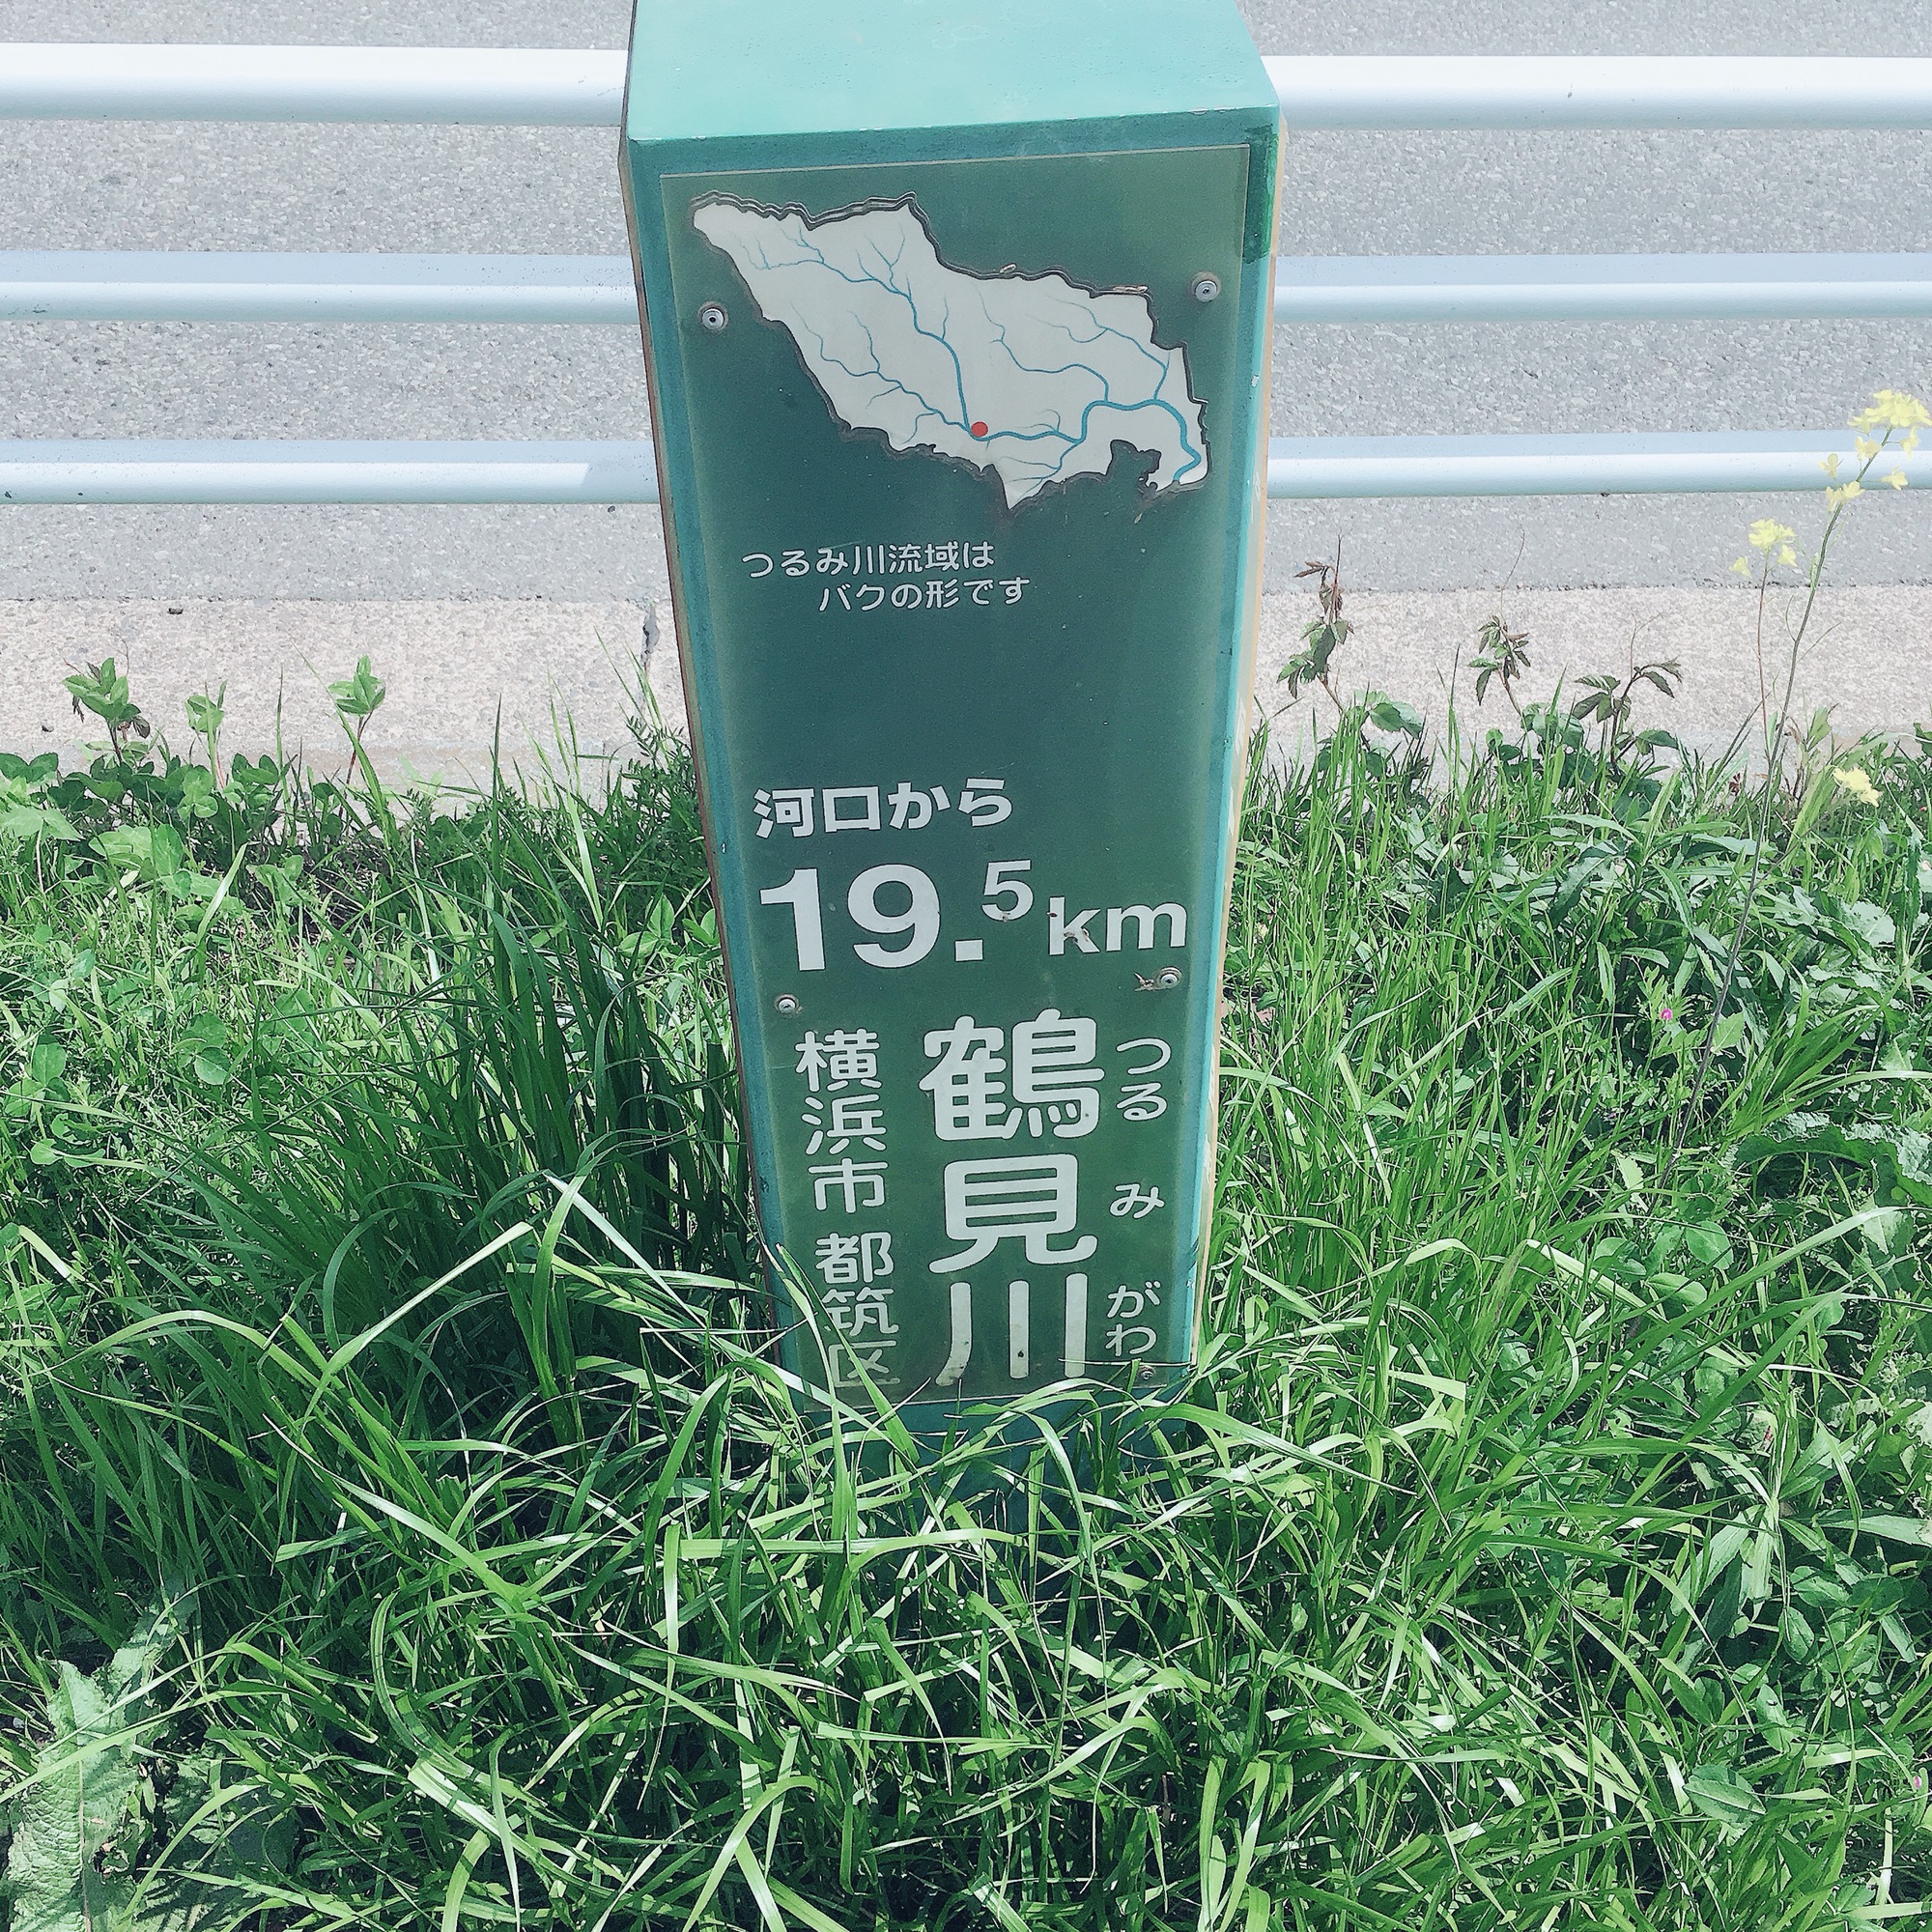 つるみ川流域は
バクの形です
河口から
19.5km
つるみがわ
鶴見川
横浜市都筑区